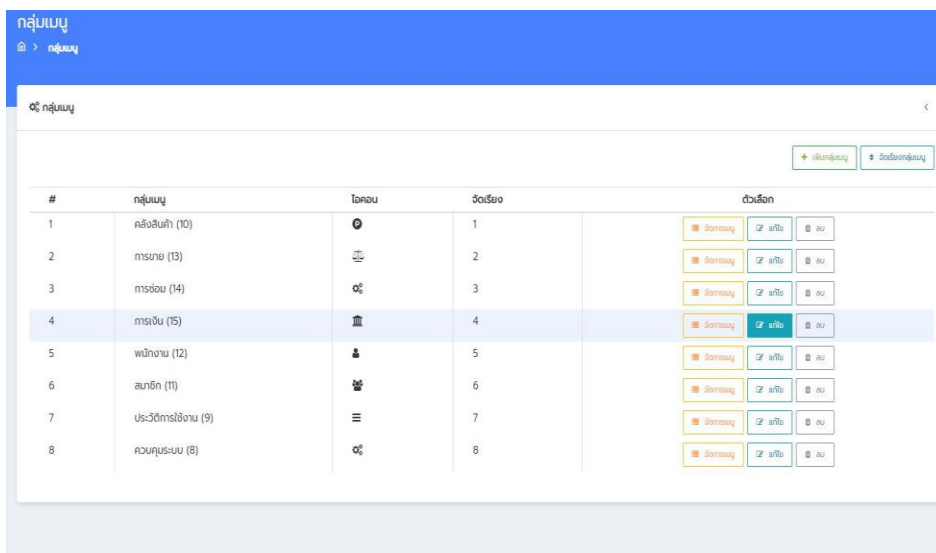 กลุ่มเมนู
กลุ่มเมนู
กลุ่มเมนู
+ เพิ่มกลุ่มเมนู จัดเรียงกลุ่มเมนู
# กลุ่มเมนู ไอคอน จัดเรียง ตัวเลือก
1 คลังสินค้า (10) 1 จัดการเมนู แก้ไข ลบ
2 การขาย (13) 2 จัดการเมนู แก้ไข ลบ
3 การซ่อม (14) 3 จัดการเมนู แก้ไข ลบ
4 การเงิน (15) 4 จัดการเมนู แก้ไข ลบ
5 พนักงาน (12) 5 จัดการเมนู แก้ไข ลบ
6 สมาชิก (11) 6 จัดการเมนู แก้ไข ลบ
7 ประวัติการใช้งาน (9) 7 จัดการเมนู แก้ไข ลบ
8 ควบคุมระบบ (8) 8 จัดการเมนู แก้ไข ลบ